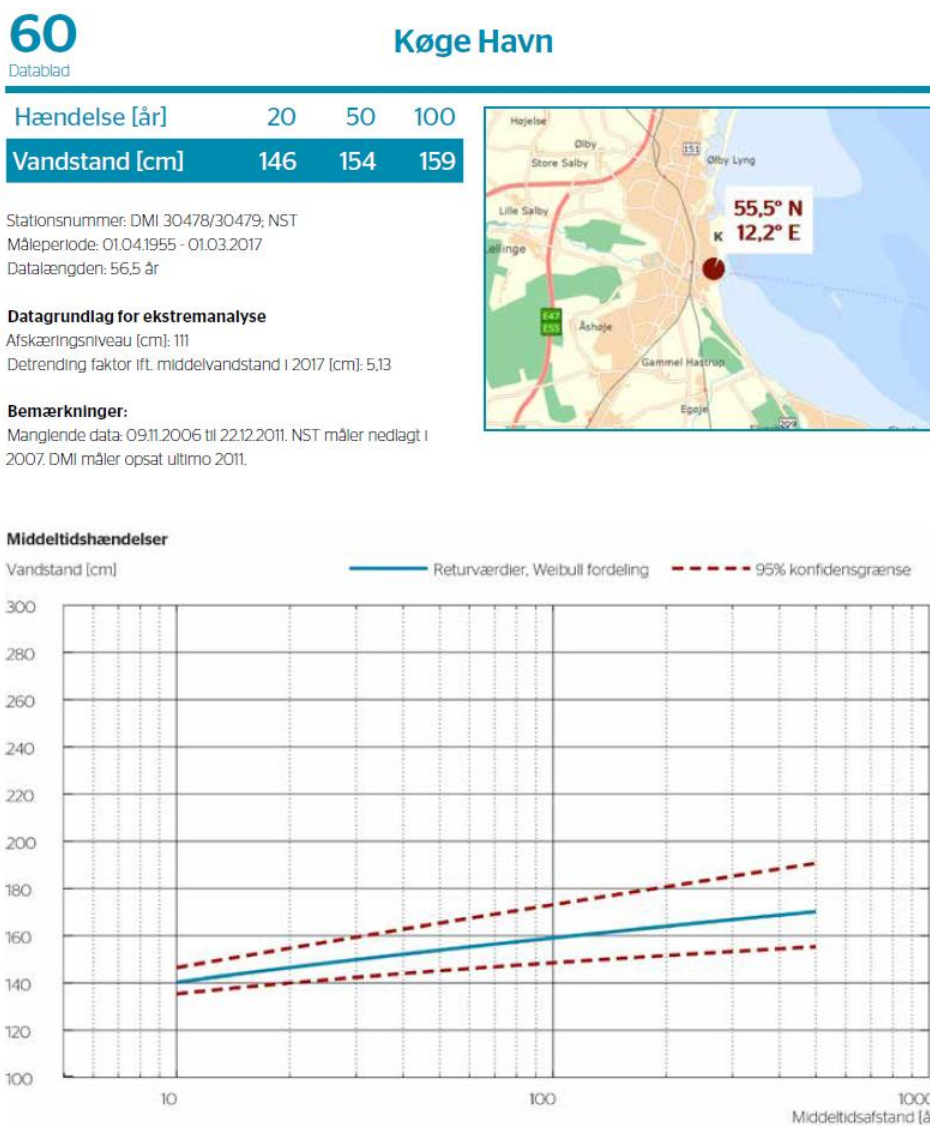 60
Datablad
Køge Havn
Hændelse [år] 20 50 100
Vandstand [cm] 146 154 159
Stationsnummer: DMI 30478/30479; NST
Måleperiode: 01.04.1955 - 01.03.2017
Datalængden: 56,5 år
Datagrundlag for ekstremanalyse
Afskæringsniveau [cm]: 111
Detrending faktor ift. middelvandstand i 2017 [cm]: 5,13
Bemærkninger:
Manglende data: 09.11.2006 til 22.12.2011. NST måler nedlagt i
2007. DMI måler opsat ultimo 2011.
Højelse
Ølby
151
Store Salby
Ølby Lyng
Lille Salby
55,5° N
K 12,2° E
ellinge
E47
E55
Åshøje
Gammel Hastrup
Egøje
209
Middeltidshændelser
Vandstand [cm]
Returværdier, Weibull fordeling
95% konfidensgrænse
300
280
260
240
220
200
180
160
140
120
100
10 100 1000
Middeltidsafstand [å